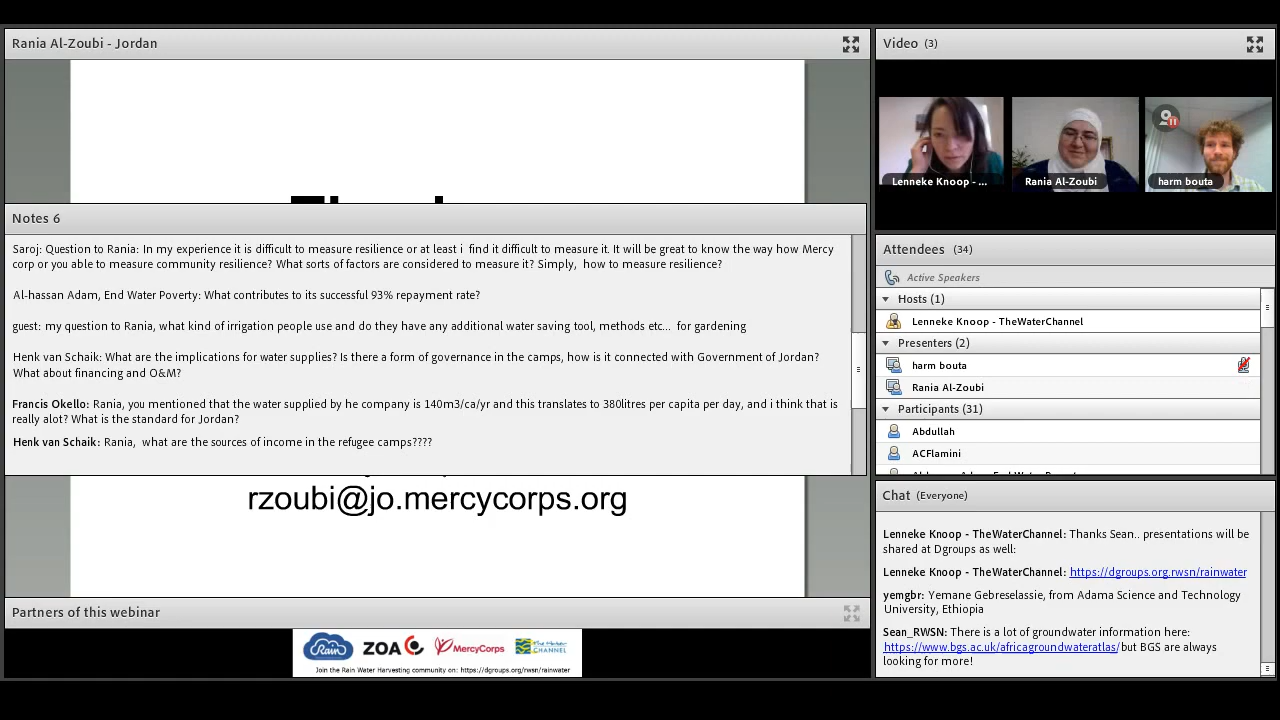 Rania Al-Zoubi - Jordan
Notes 6
Saroj: Question to Rania: In my experience it is difficult to measure resilience or at least i  find it difficult to measure it. It will be great to know the way how Mercy
corp or you able to measure community resilience? What sorts of factors are considered to measure it? Simply,  how to measure resilience?
Al-hassan Adam, End Water Poverty: What contributes to its successful 93% repayment rate?
guest: my question to Rania, what kind of irrigation people use and do they have any additional water saving tool, methods etc...  for gardening
Henk van Schaik: What are the implications for water supplies? Is there a form of governance in the camps, how is it connected with Government of Jordan?
What about financing and O&M?
Francis Okello: Rania, you mentioned that the water supplied by he company is 140m3/ca/yr and this translates to 380litres per capita per day, and i think that is
really alot? What is the standard for Jordan?
Henk van Schaik: Rania,  what are the sources of income in the refugee camps????
rzoubi@jo.mercycorps.org
Partners of this webinar
Rain
ZOA
MercyCorps
THE WATER
CHANNEL
Join the Rain Water Harvesting community on: https://dgroups.org/rwsn/rainwater
Video (3)
Lenneke Knoop - ...
Rania Al-Zoubi
harm bouta
Attendees (34)
Active Speakers
Hosts (1)
Lenneke Knoop - TheWaterChannel
Presenters (2)
harm bouta
Rania Al-Zoubi
Participants (31)
Abdullah
ACFlamini
Chat (Everyone)
Lenneke Knoop - TheWaterChannel: Thanks Sean.. presentations will be
shared at Dgroups as well:
Lenneke Knoop - TheWaterChannel: https://dgroups.org.rwsn/rainwater
yemgbr: Yemane Gebreselassie, from Adama Science and Technology
University, Ethiopia
Sean_RWSN: There is a lot of groundwater information here:
https://www.bgs.ac.uk/africagroundwateratlas/but BGS are always
looking for more!